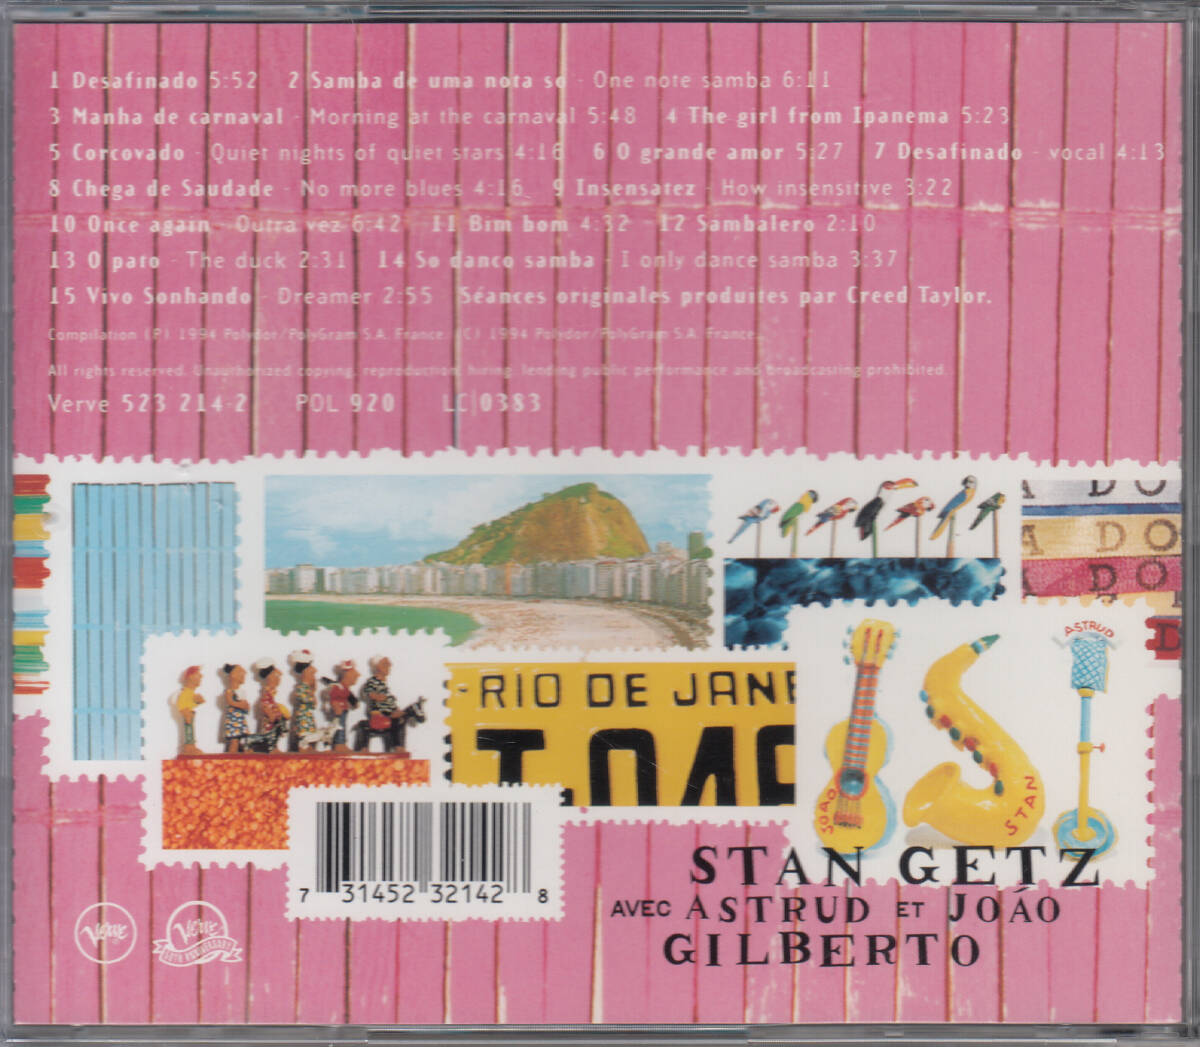 1 Desafinado 5:52 2 Samba de uma nota so - One note samba 6:11
3 Manha de carnaval - Morning at the carnaval 5:48 4 The girl from Ipanema 5:23
5 Corcovado - Quiet nights of quiet stars 4:16 6 O grande amor 5:27 7 Desafinado - vocal 4:13
8 Chega de Saudade - No more blues 4:16 9 Insensatez - How insensitive 3:22
10 Once again - Outra vez 6:42 11 Bim bom 4:32 12 Sambalero 2:10
13 O pato - The duck 2:31 14 So danco samba - I only dance samba 3:37
15 Vivo Sonhando - Dreamer 2:55 Séances originales produites par Creed Taylor.
Compilation (P) 1994 Polydor/PolyGram S.A. France. (C) 1994 Polydor/PolyGram S.A. France.
All rights reserved. Unauthorized copying, reproduction, hiring, lending public performance and broadcasting prohibited.
Verve 523 214-2 POL 920 LC 0383
A DO
A DO
A DO
RIO DE JANE
ASTRUD
JOÃO
STAN
7 31452 32142 8
STAN GETZ
AVEC ASTRUD ET JOÁO
GILBERTO
Verve
Verve
50TH ANNIVERSARY